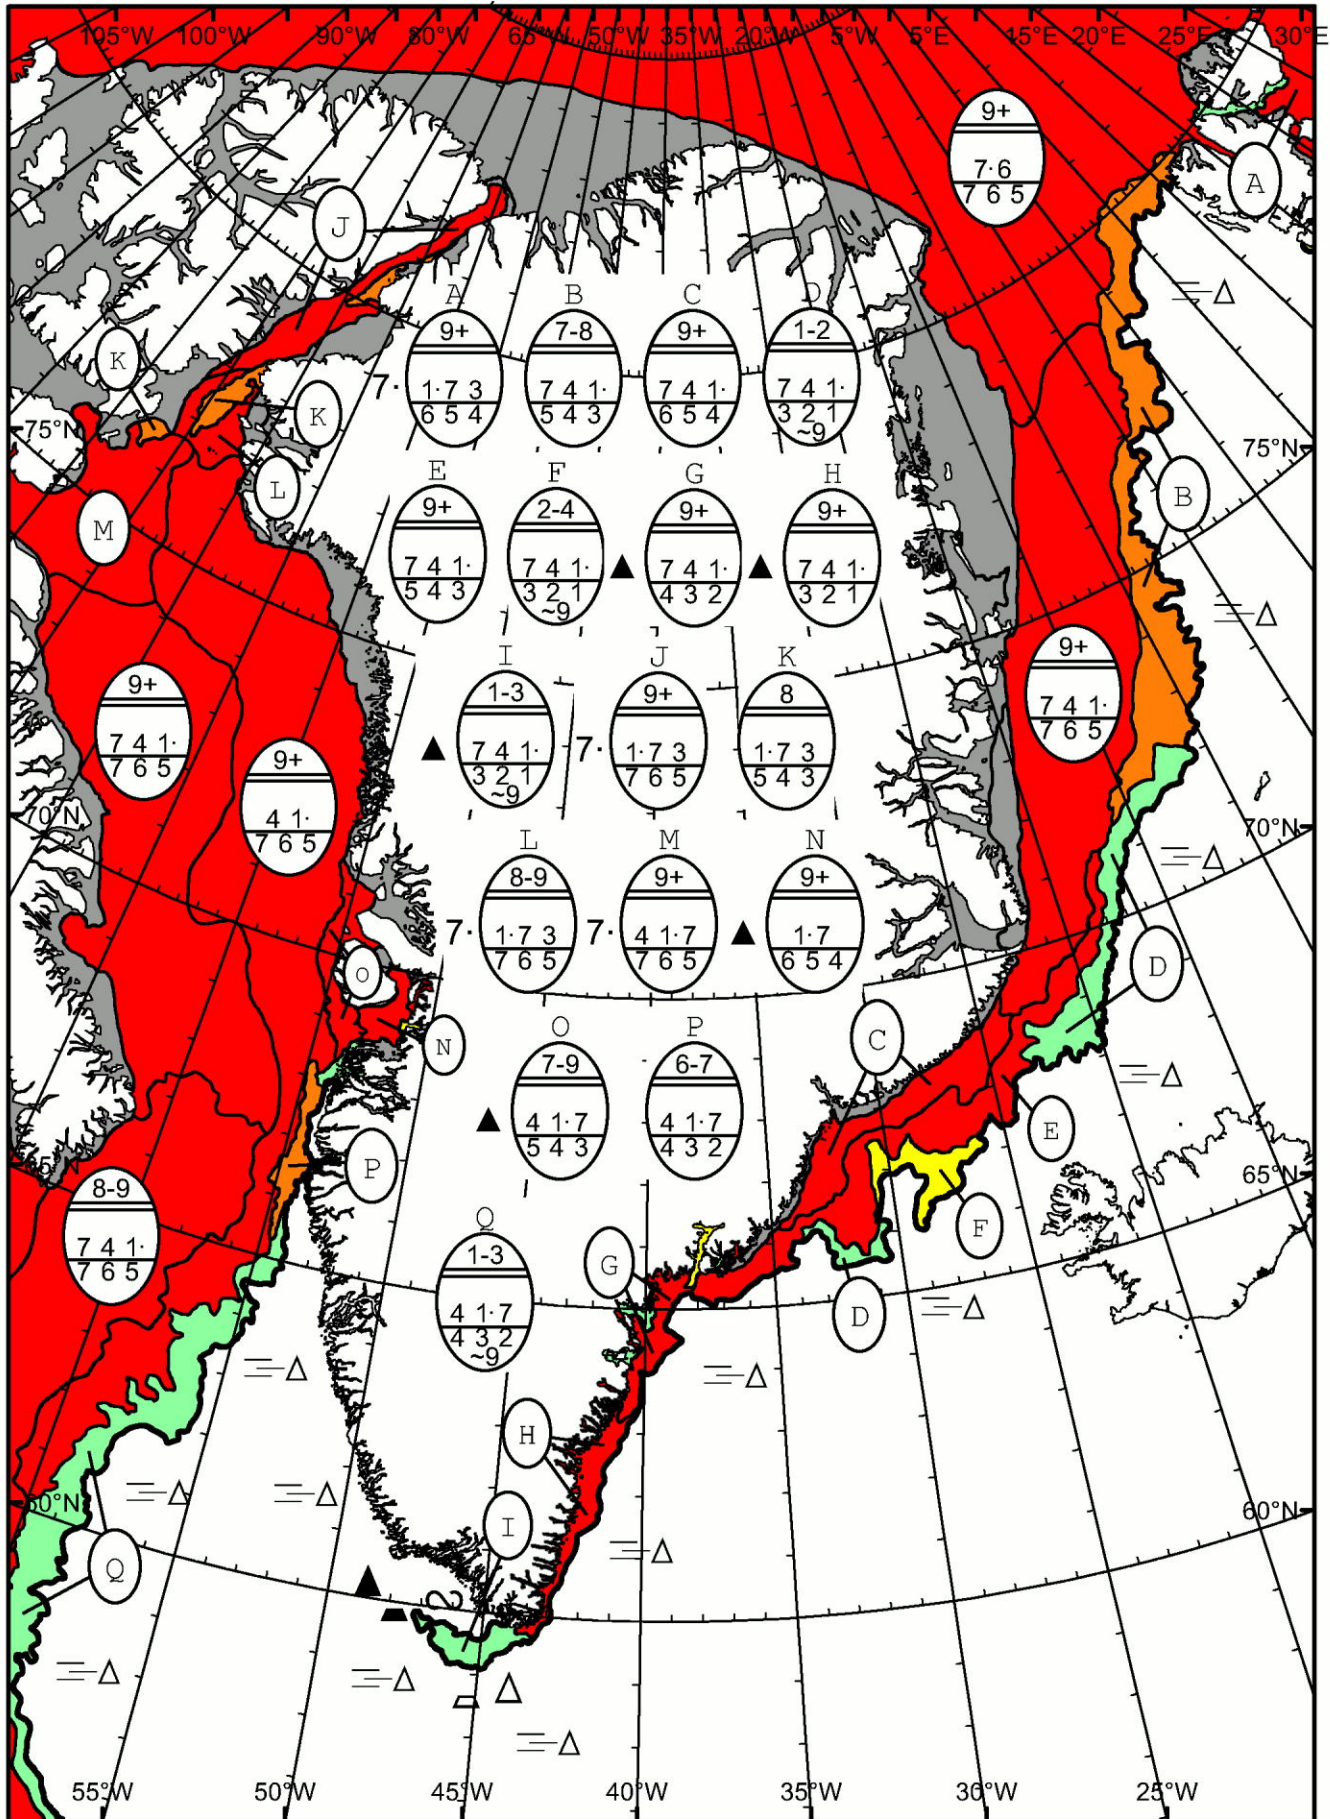 105°W 100°W 90°W 80°W 65°W 50°W 35°W 20°W 5°W 5°E 15°E 20°E 25°E 30°E
9+
7·6
7 6 5
A
J
A B C D
9+ 7-8 9+ 1-2
7· 1·7 3 7 4 1· 7 4 1· 7 4 1·
6 5 4 5 4 3 6 5 4 3 2 1
~9
K
K
75°N
75°N
L
B
M
E F G H
9+ 2-4 9+ 9+
7 4 1· 7 4 1· 7 4 1· 7 4 1·
5 4 3 3 2 1 4 3 2 3 2 1
~9
9+
7 4 1·
7 6 5
9+
7 4 1·
7 6 5
9+
4 1·
7 6 5
I J K
1-3 9+ 8
7 4 1· 7· 1·7 3 1·7 3
3 2 1 7 6 5 5 4 3
~9
70°N
70°N
L M N
8-9 9+ 9+
7· 1·7 3 7· 4 1·7 1·7
7 6 5 7 6 5 6 5 4
O
D
N
C
O P
7-9 6-7
4 1·7 4 1·7
5 4 3 4 3 2
E
P
65°N
8-9
7 4 1·
7 6 5
F
Q
1-3
4 1·7
4 3 2
~9
G
D
H
60°N
60°N
I
Q
55°W 50°W 45°W 40°W 35°W 30°W 25°W